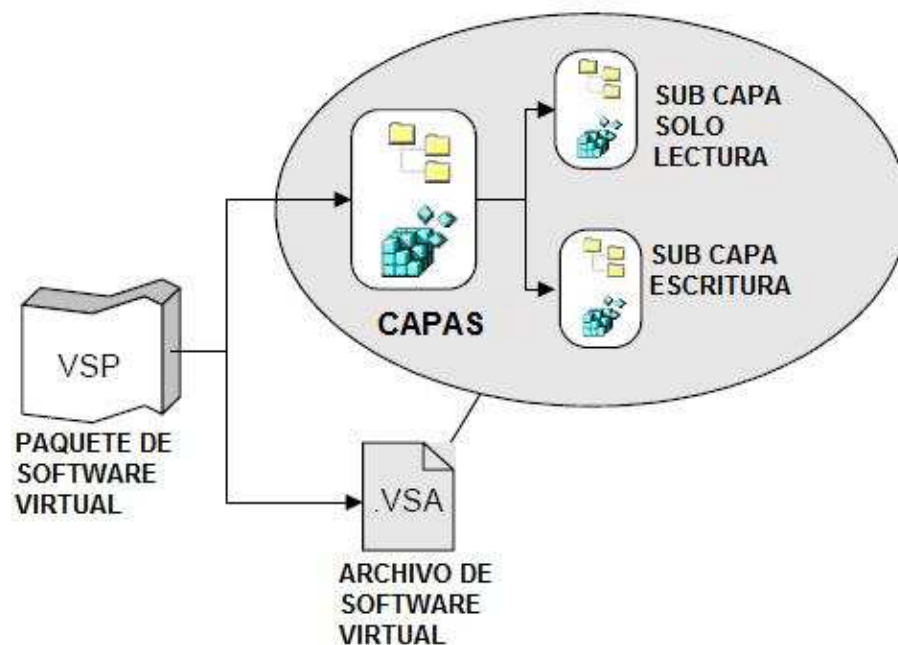 SUB CAPA
SOLO
LECTURA
SUB CAPA
ESCRITURA
CAPAS
VSP
PAQUETE DE
SOFTWARE
VIRTUAL
.VSA
ARCHIVO DE
SOFTWARE
VIRTUAL